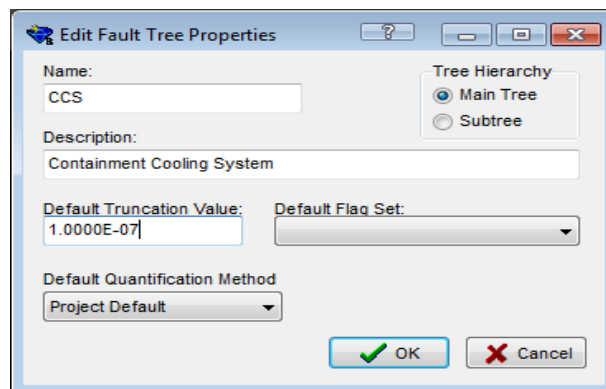 Edit Fault Tree Properties
Name:
CCS
Tree Hierarchy
Main Tree
Subtree
Description:
Containment Cooling System
Default Truncation Value:
1.0000E-07
Default Flag Set:
Default Quantification Method
Project Default
OK
Cancel